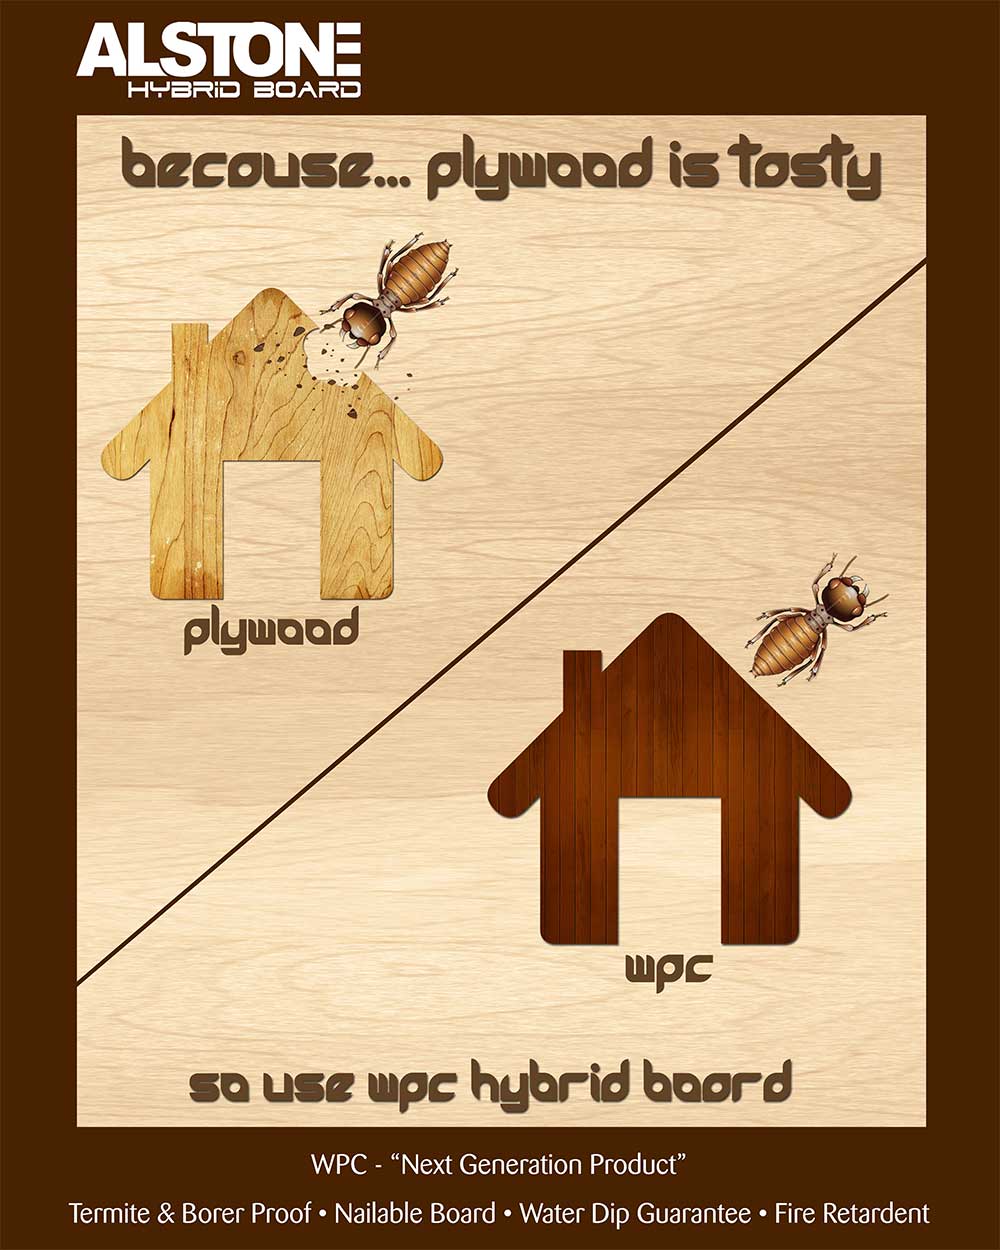 ALSTONE
HYBRID BOARD
because... plywood is tasty
plywood
wpc
so use wpc hybrid board
WPC - “Next Generation Product”
Termite & Borer Proof • Nailable Board • Water Dip Guarantee • Fire Retardent